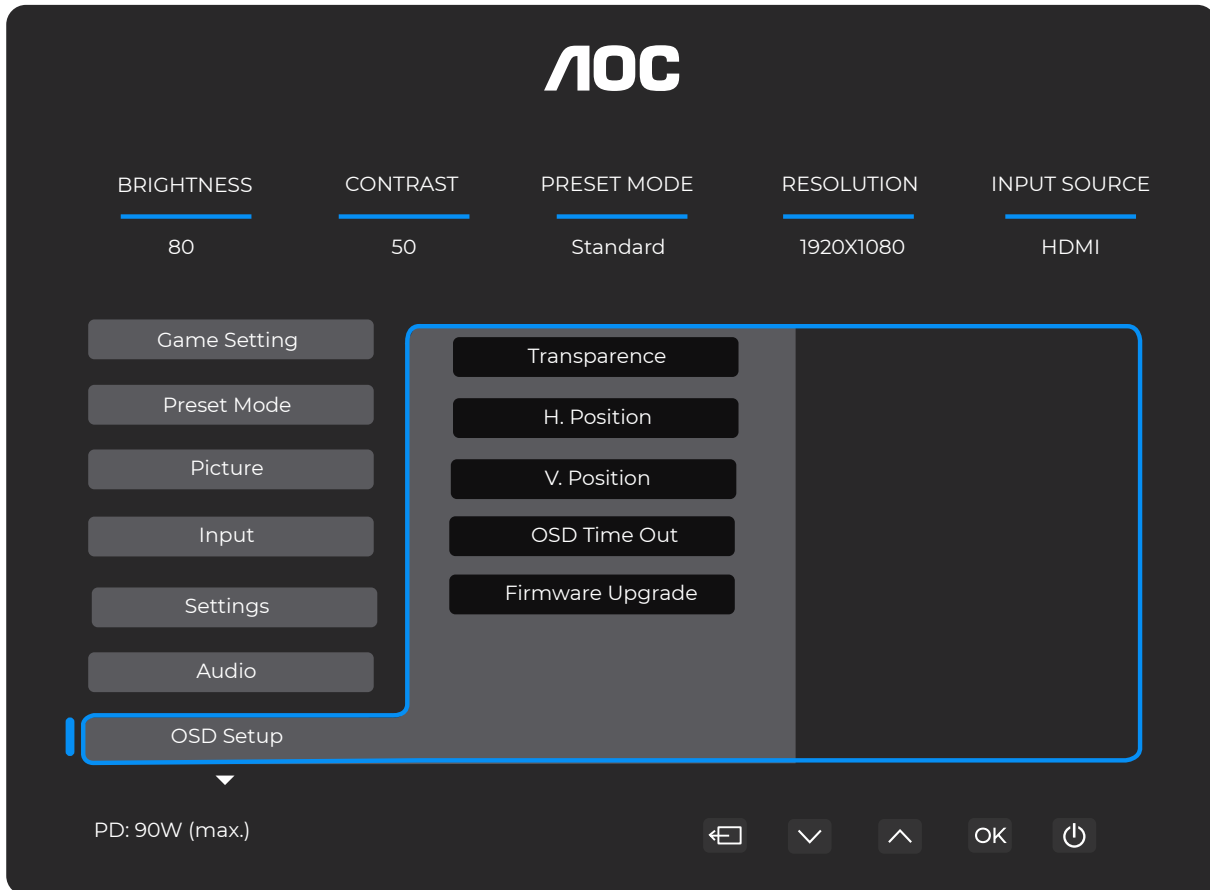 AOC
BRIGHTNESS CONTRAST PRESET MODE RESOLUTION INPUT SOURCE
80 50 Standard 1920X1080 HDMI
Game Setting
Preset Mode
Picture
Input
Settings
Audio
OSD Setup
Transparence
H. Position
V. Position
OSD Time Out
Firmware Upgrade
PD: 90W (max.)
OK